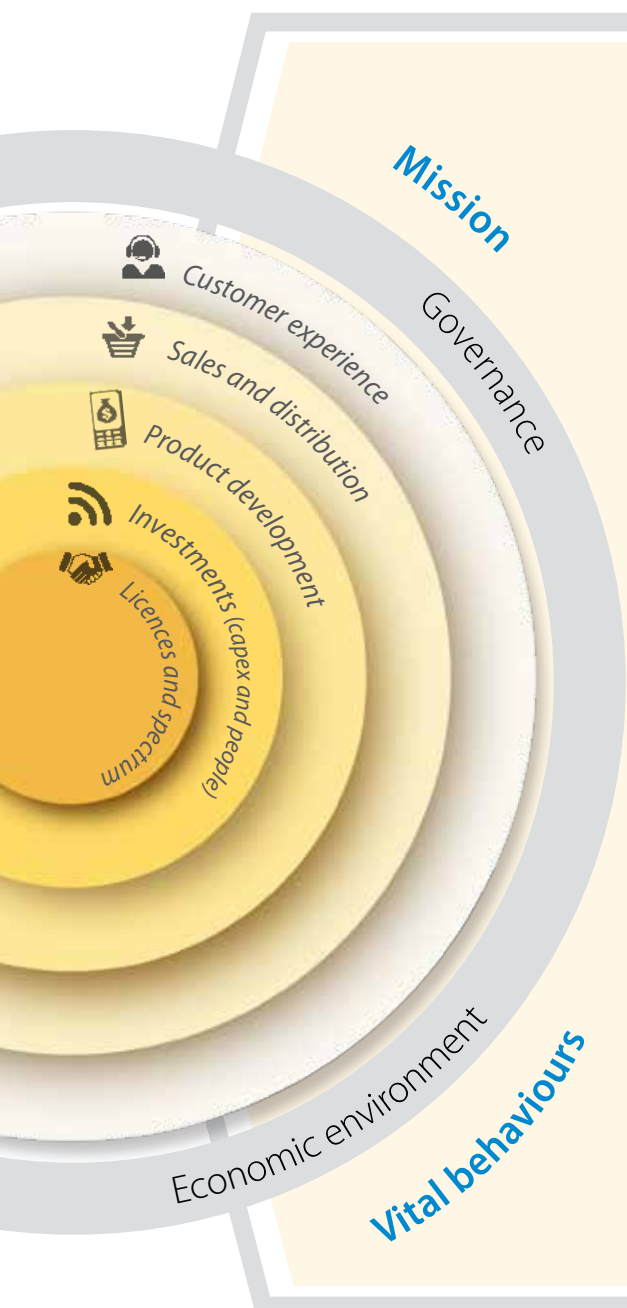 Mission
Governance
Customer experience
Sales and distribution
Product development
Investments (capex and people)
Licences and spectrum
Economic environment
Vital behaviours